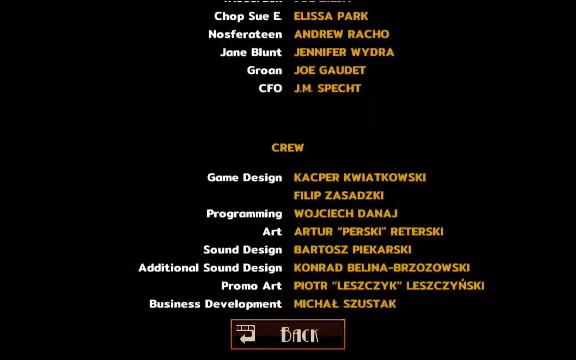 Chop Sue E. ELISSA PARK
Nosferateen ANDREW RACHO
Jane Blunt JENNIFER WYDRA
Groan JOE GAUDET
CFO J.M. SPECHT
CREW
Game Design KACPER KWIATKOWSKI
FILIP ZASADZKI
Programming WOJCIECH DANAJ
Art ARTUR "PERSKI" RETERSKI
Sound Design BARTOSZ PIEKARSKI
Additional Sound Design KONRAD BELINA-BRZOZOWSKI
Promo Art PIOTR "LESZCZYK" LESZCZYŃSKI
Business Development MICHAŁ SZUSTAK
BACK